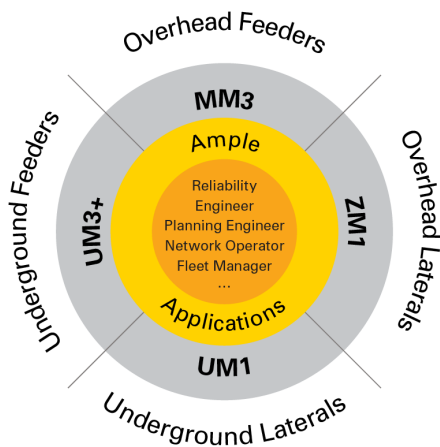 Overhead Feeders
MM3
Underground Feeders
UM3+
Ample
Reliability
Engineer
Planning Engineer
Network Operator
Fleet Manager
...
Applications
ZM1
Overhead Laterals
UM1
Underground Laterals